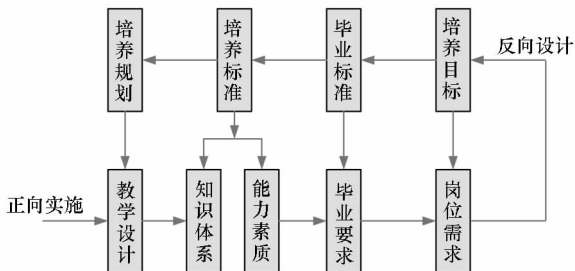 培养规划
培养标准
毕业标准
培养目标
反向设计
正向实施
教学设计
知识体系
能力素质
毕业要求
岗位需求